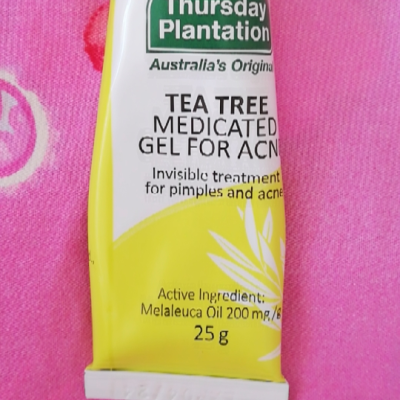 Thursday
Plantation
Australia's Original
TEA TREE
MEDICATED
GEL FOR ACN
Invisible treatment
for pimples and acne
Active Ingredient:
Melaleuca Oil 200 mg/g
25 g